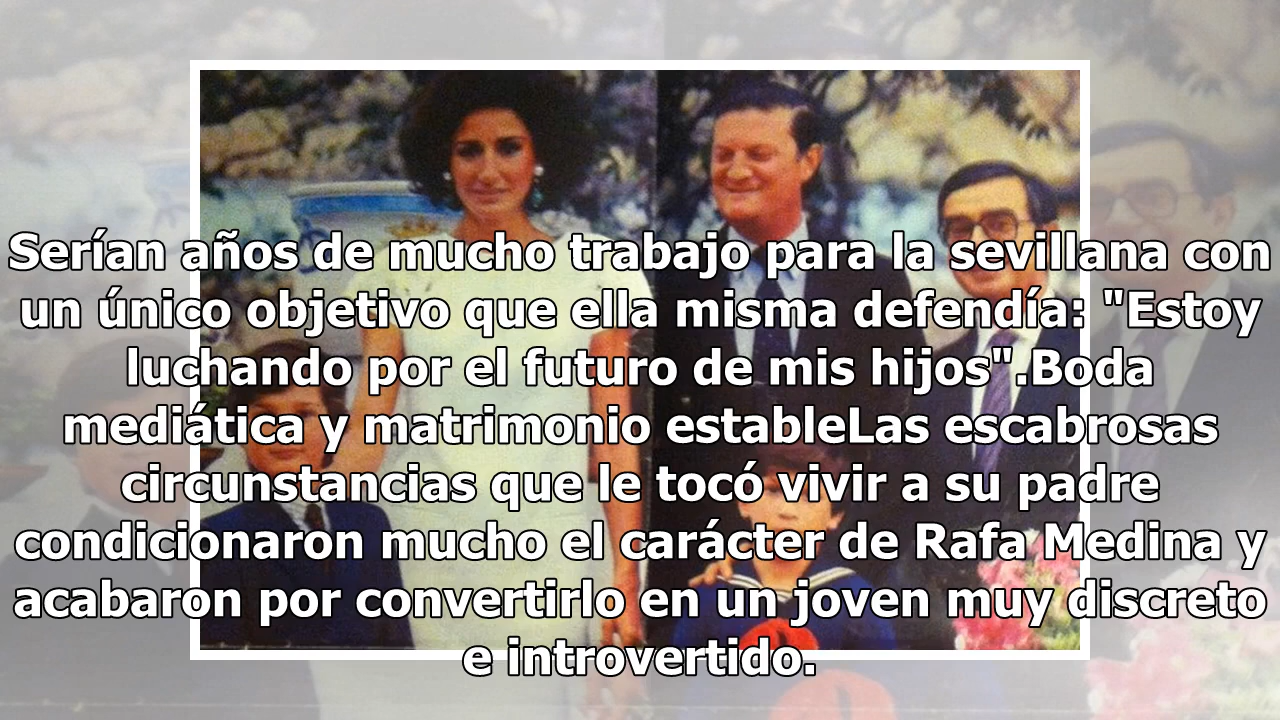 Serían años de mucho trabajo para la sevillana con
un único objetivo que ella misma defendía: "Estoy
luchando por el futuro de mis hijos".Boda
mediática y matrimonio estableLas escabrosas
circunstancias que le tocó vivir a su padre
condicionaron mucho el carácter de Rafa Medina y
acabaron por convertirlo en un joven muy discreto
e introvertido.